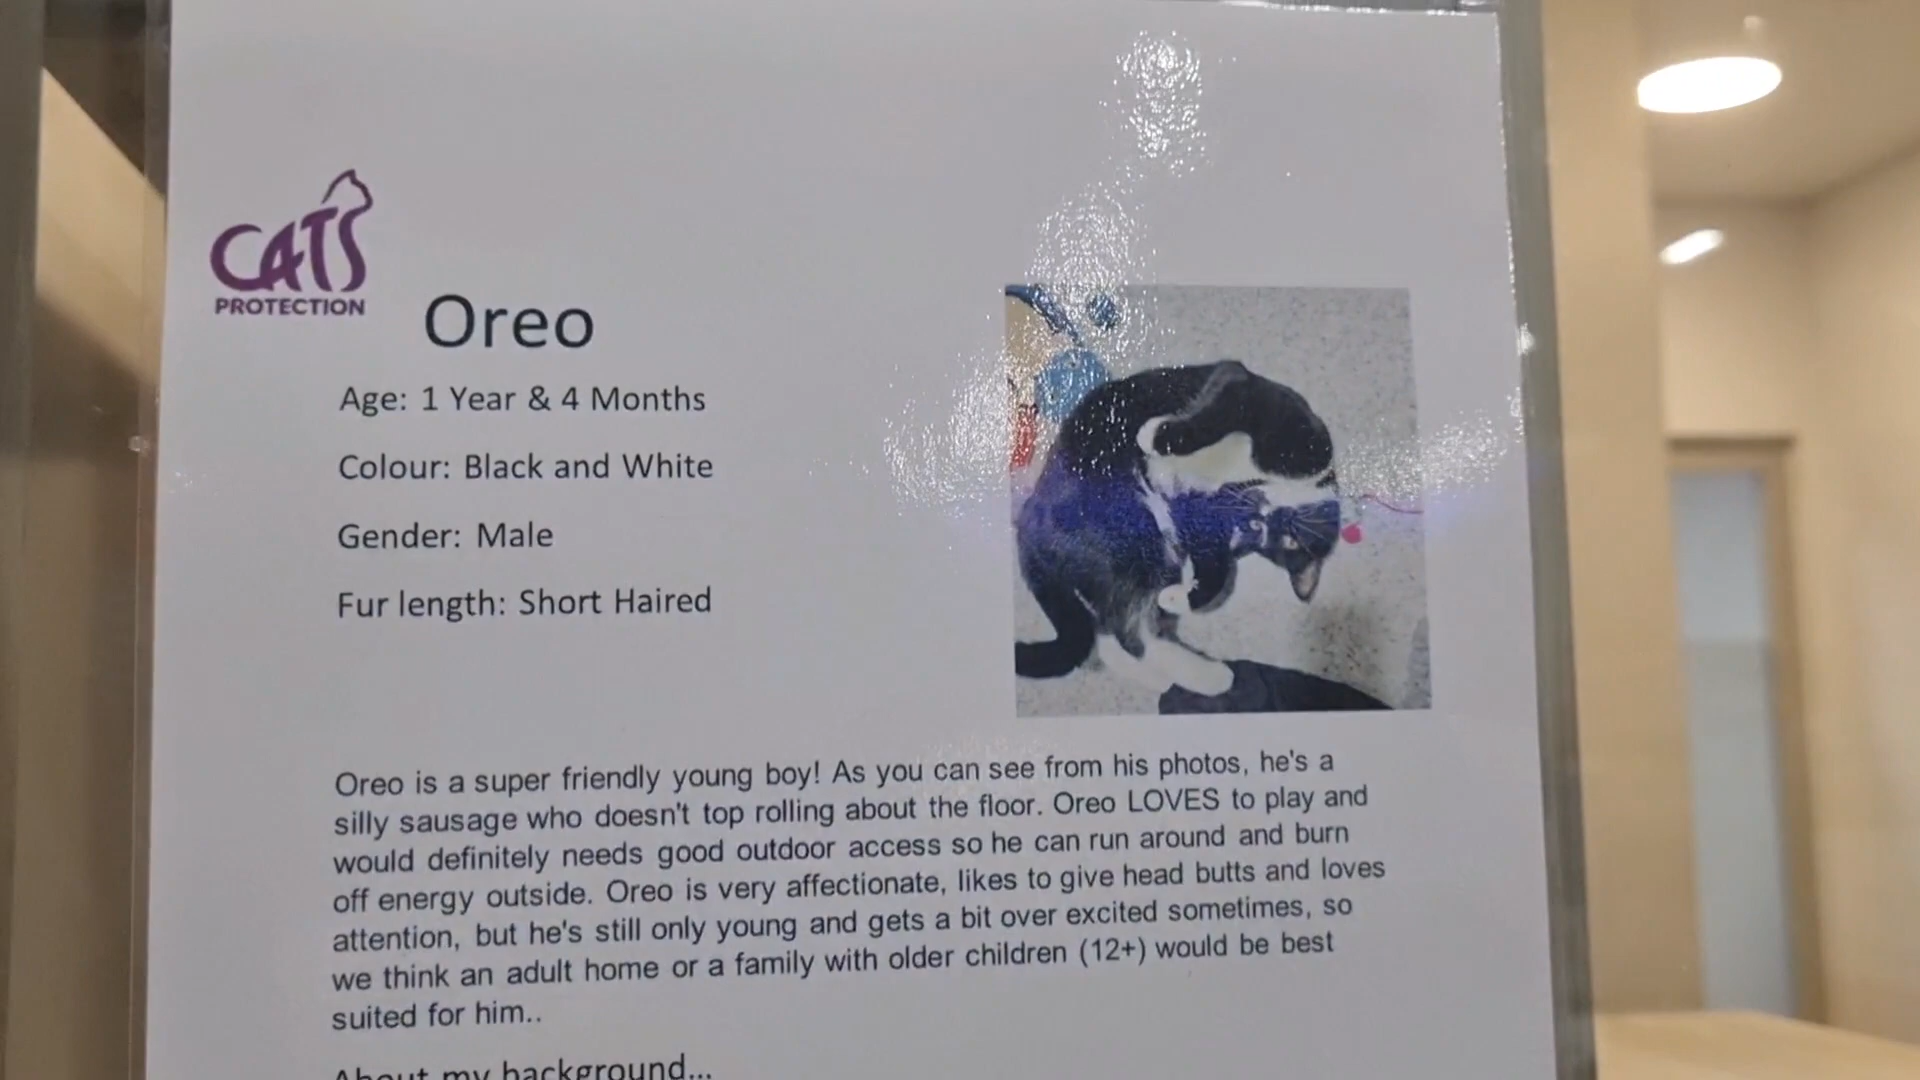 CATS
PROTECTION
Oreo
Age: 1 Year & 4 Months
Colour: Black and White
Gender: Male
Fur length: Short Haired
Oreo is a super friendly young boy! As you can see from his photos, he's a
silly sausage who doesn't top rolling about the floor. Oreo LOVES to play and
would definitely needs good outdoor access so he can run around and burn
off energy outside. Oreo is very affectionate, likes to give head butts and loves
attention, but he's still only young and gets a bit over excited sometimes, so
we think an adult home or a family with older children (12+) would be best
suited for him..
About my background...